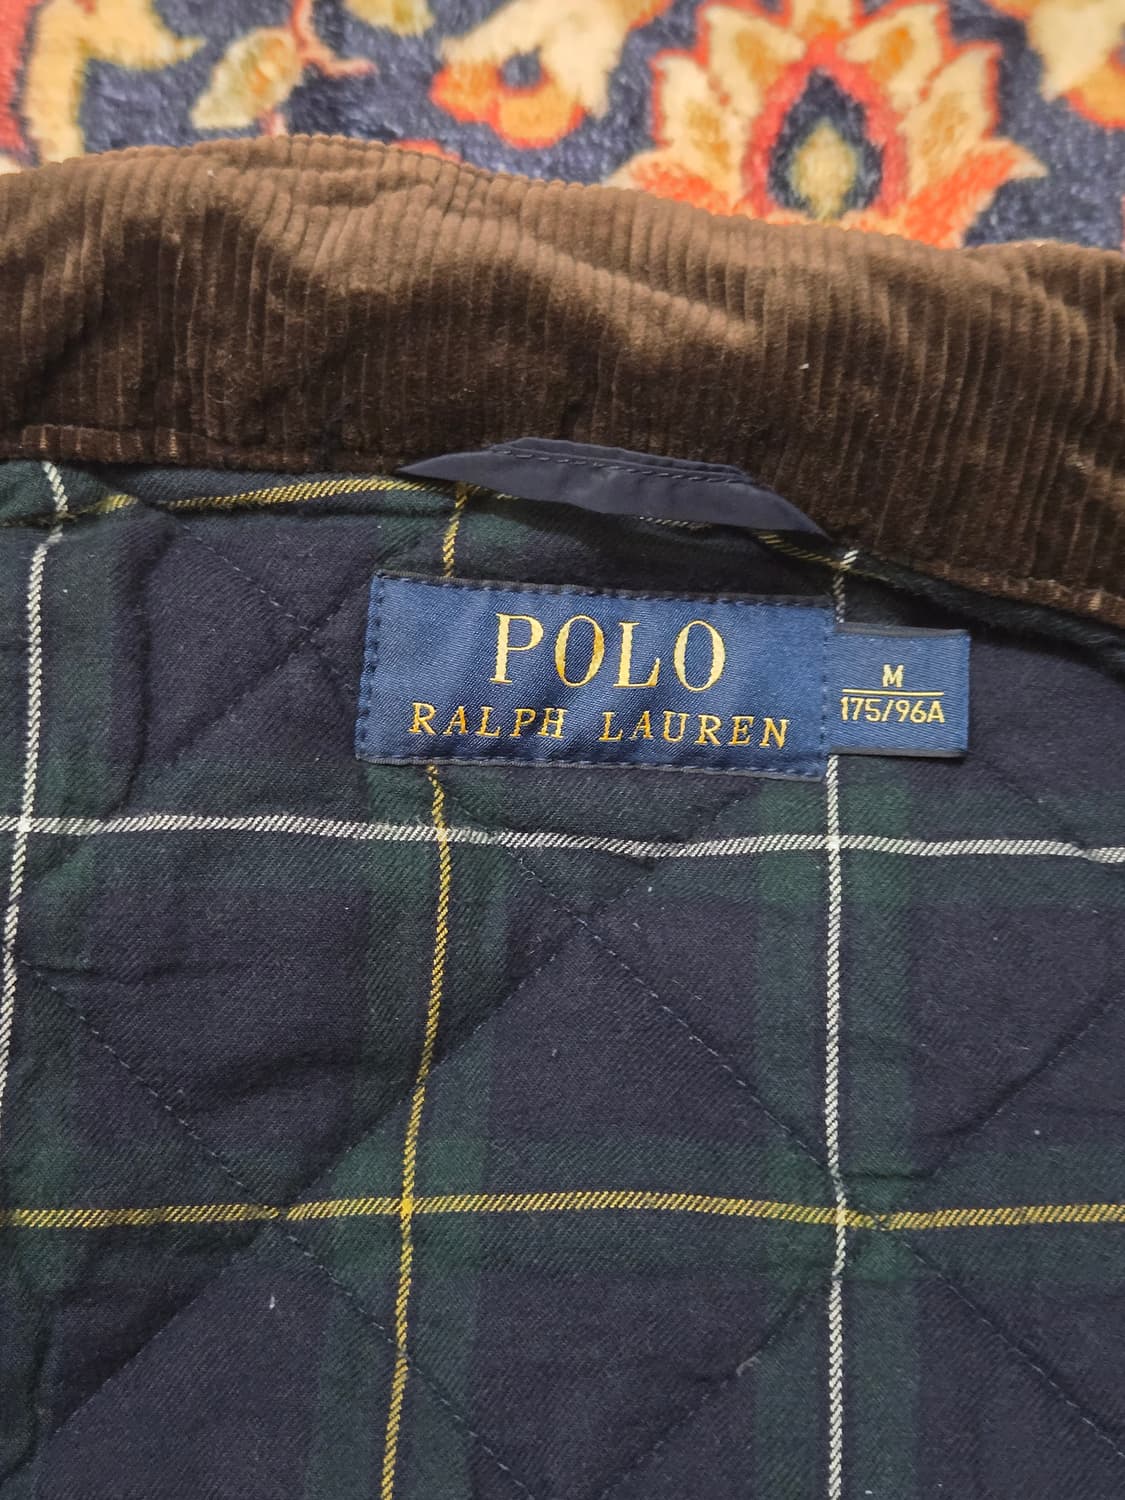 POLO
RALPH LAUREN
M
175/96A